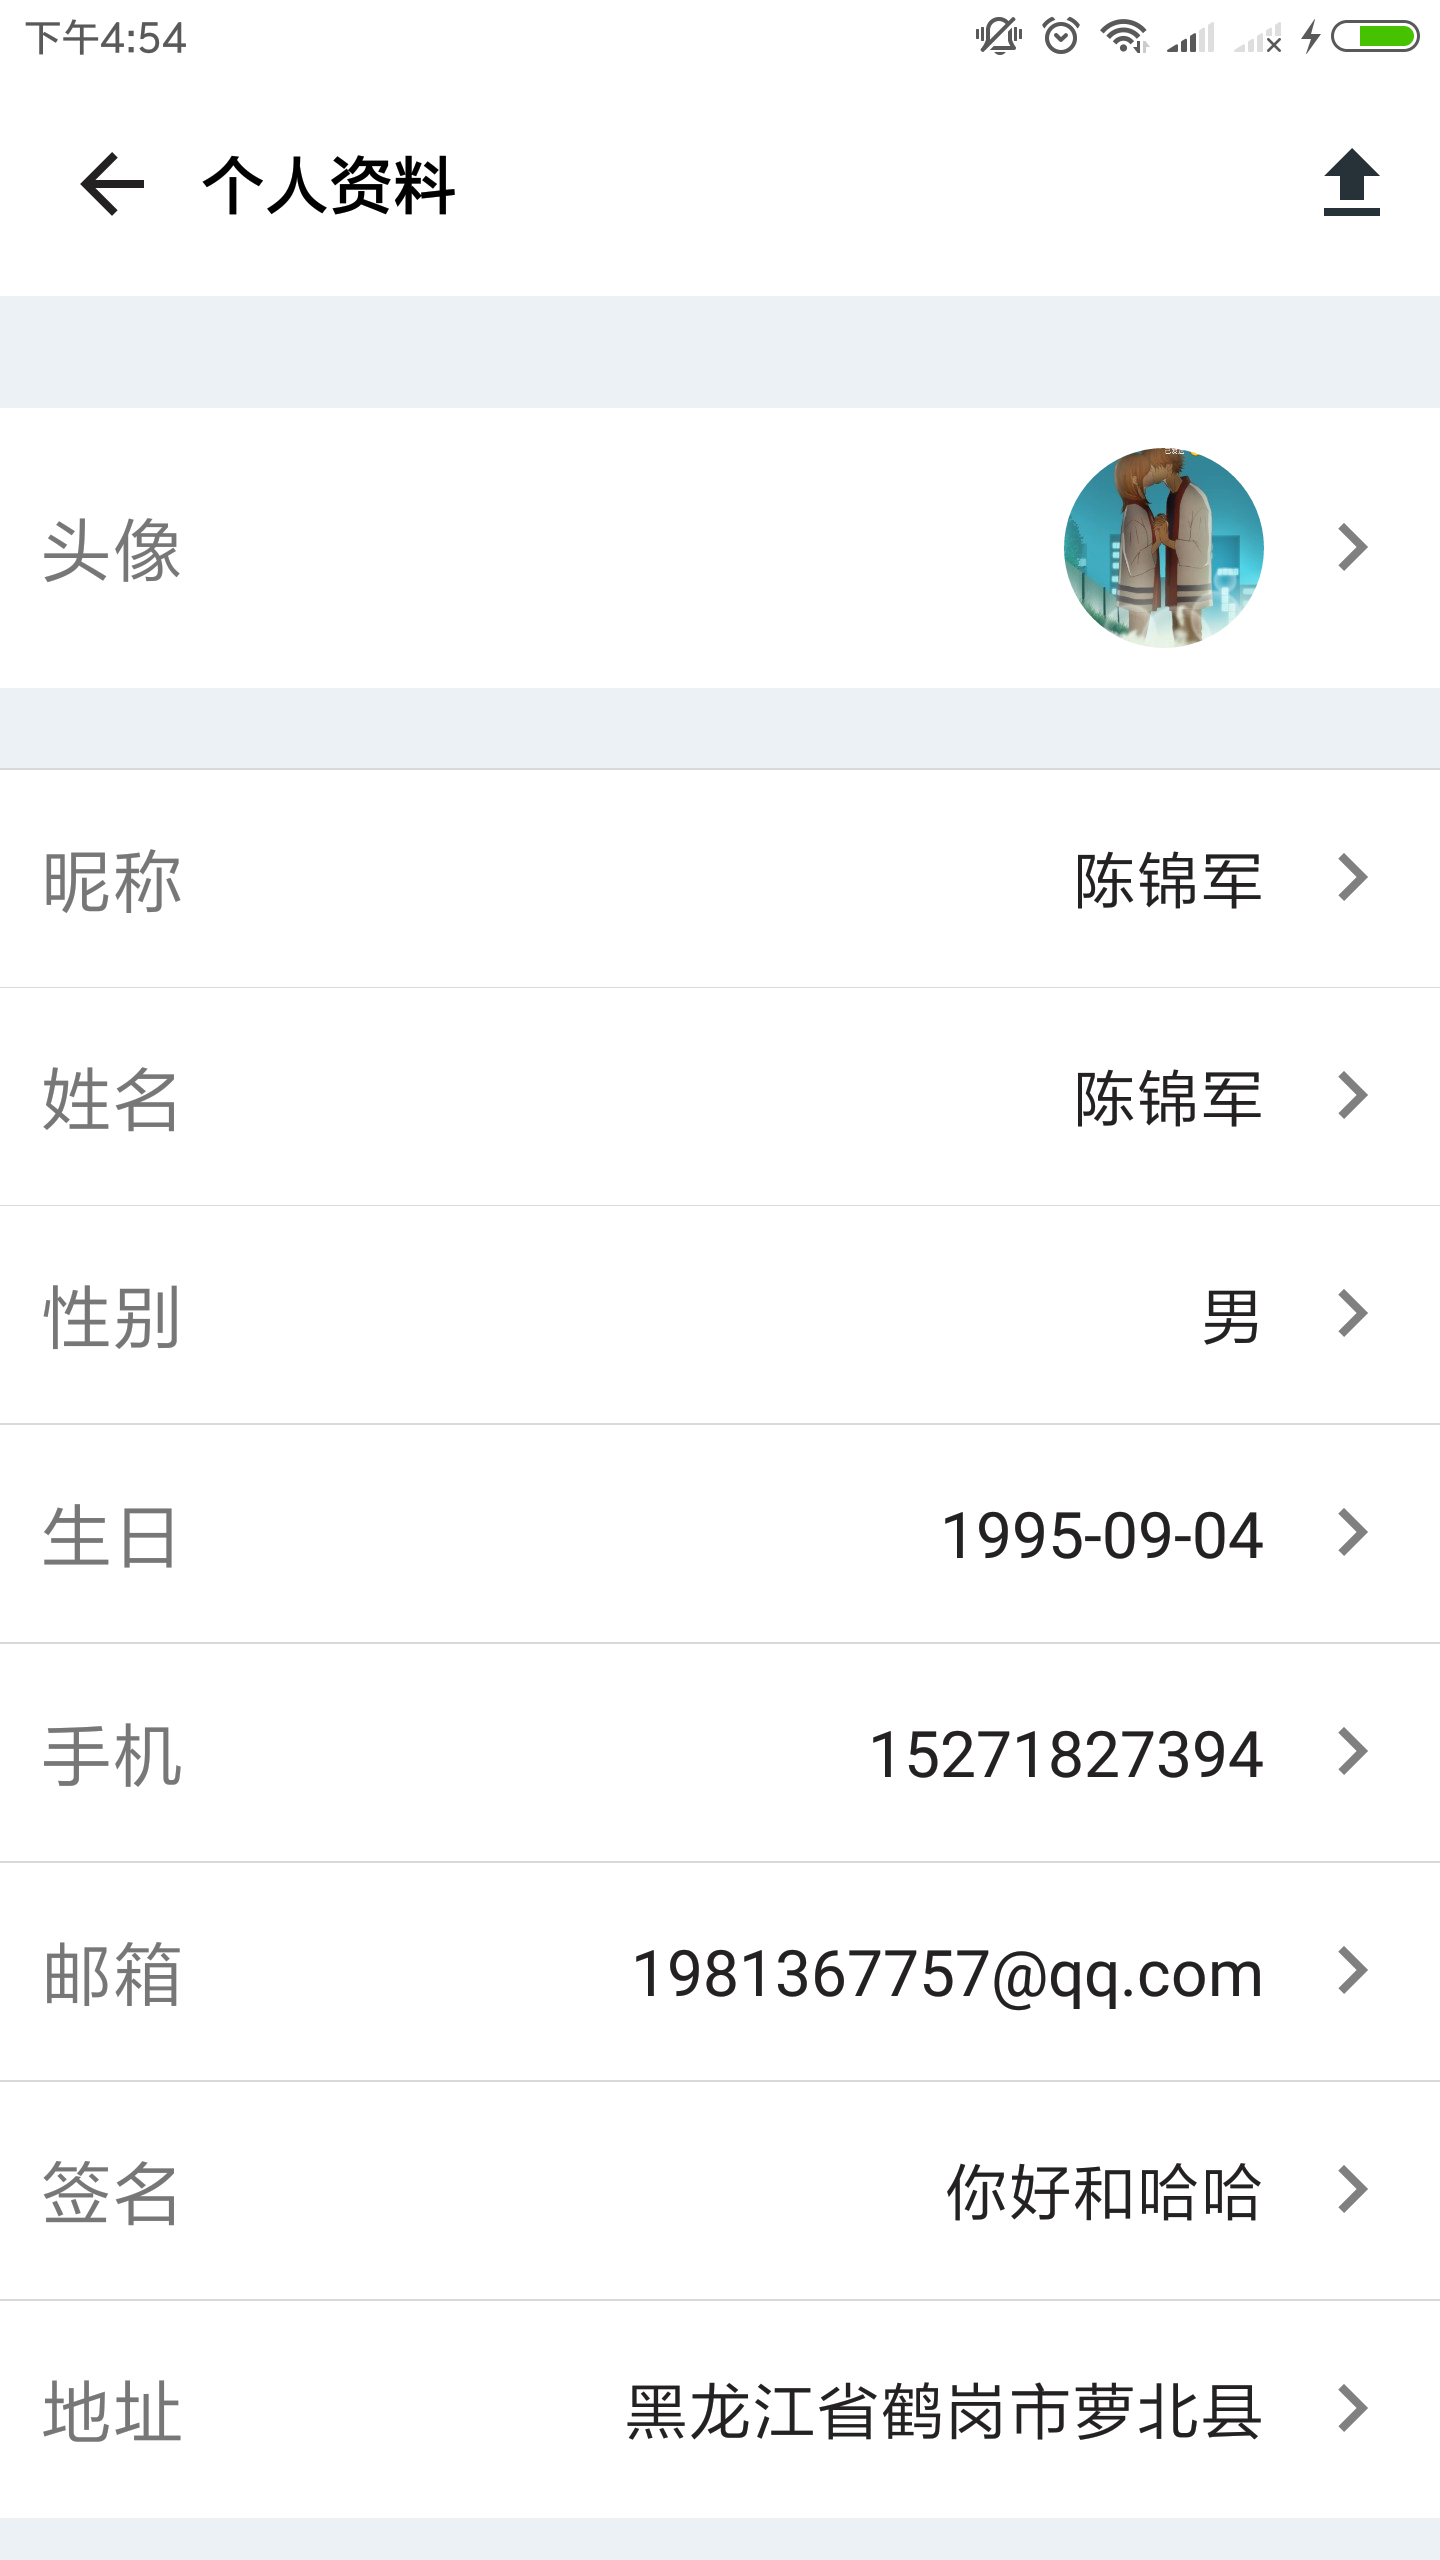 下午4:54
个人资料
头像
昵称 陈锦军
姓名 陈锦军
性别 男
生日 1995-09-04
手机 15271827394
邮箱 1981367757@qq.com
签名 你好和哈哈
地址 黑龙江省鹤岗市萝北县